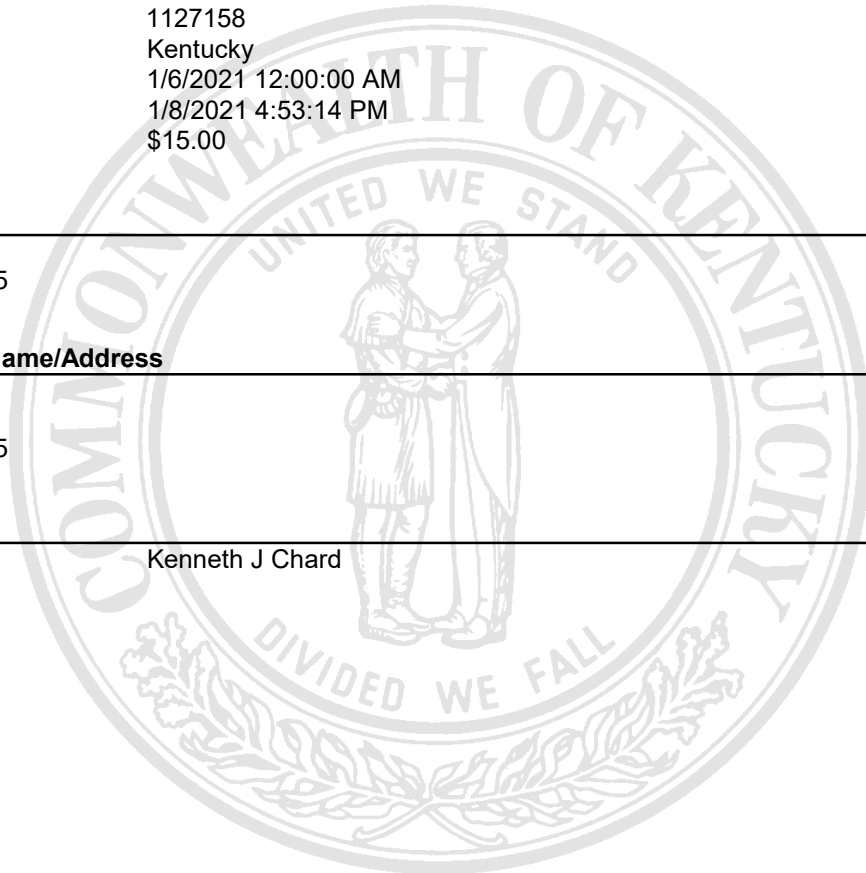 1127158
Kentucky
1/6/2021 12:00:00 AM
1/8/2021 4:53:14 PM
$15.00
COMMONWEALTH OF KENTUCKY
UNITED WE STAND
5
ame/Address
5
Kenneth J Chard
DIVIDED WE FALL